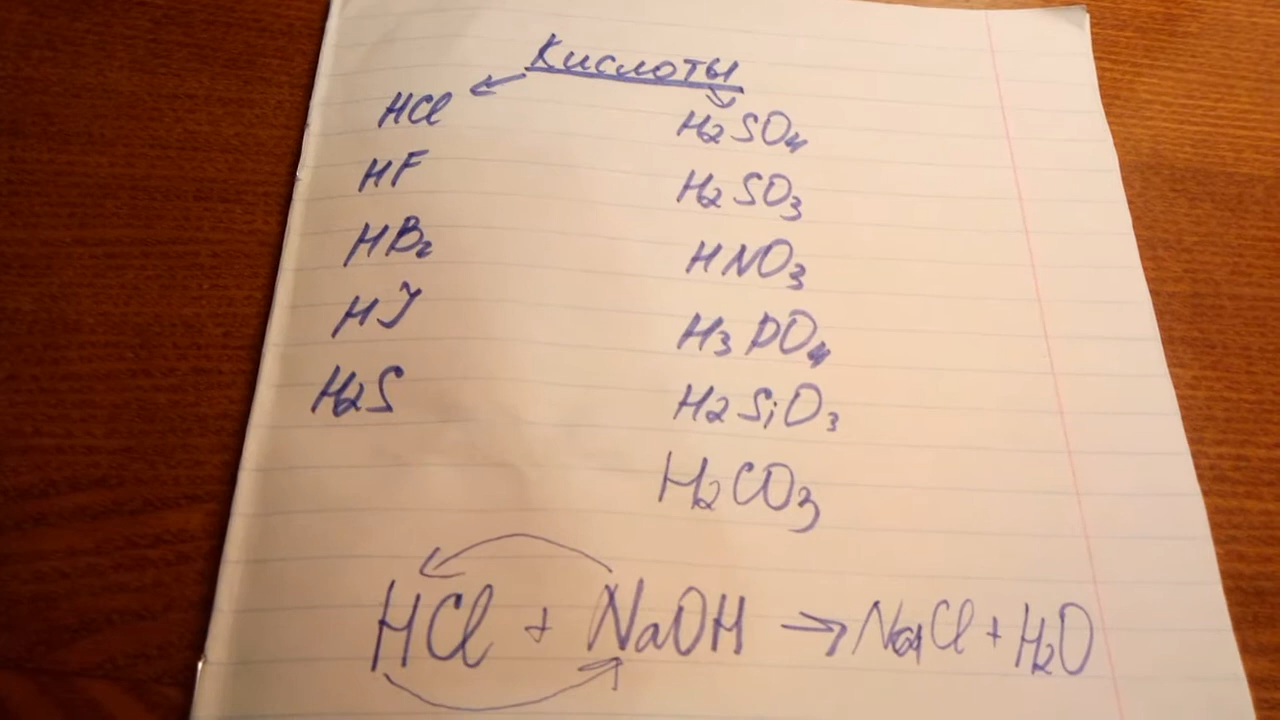 Кислоты
HCl H₂SO₄
HF H₂SO₃
HBr HNO₃
HJ H₃PO₄
H₂S H₂SiO₃
H₂CO₃
HCl + NaOH → NaCl + H₂O